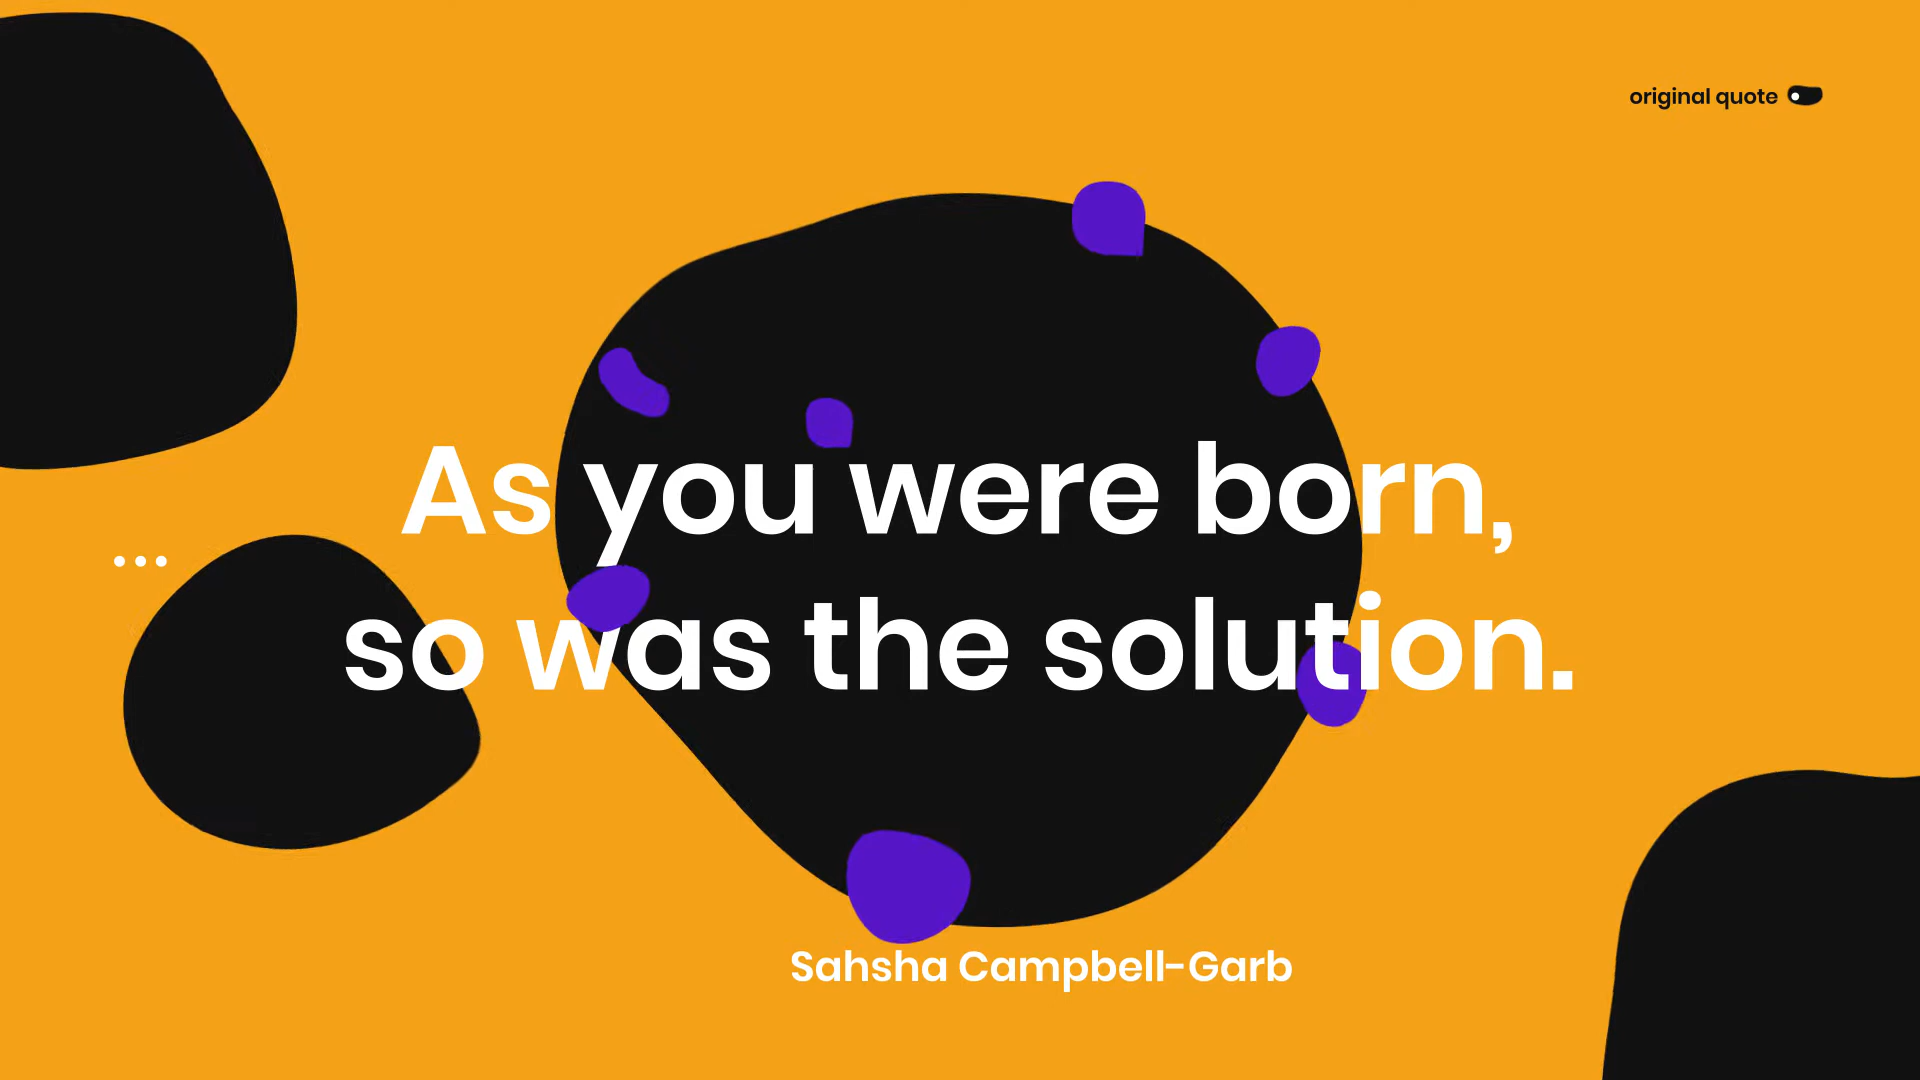 original quote
As you were born,
so was the solution.
...
Sahsha Campbell-Garb